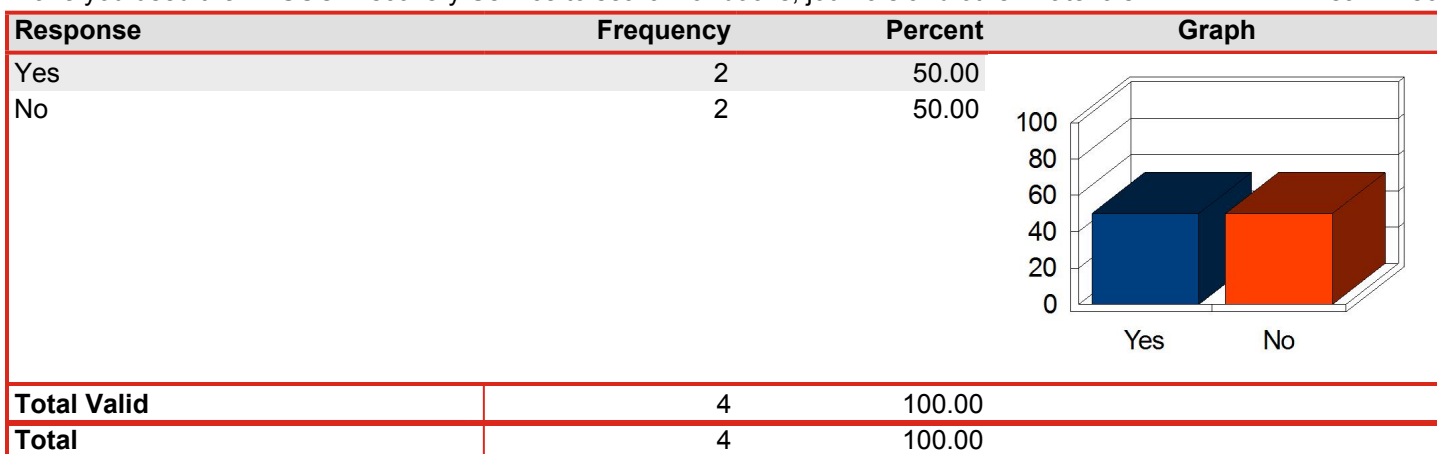 Response Frequency Percent Graph
Yes 2 50.00
No 2 50.00
100
80
60
40
20
0
Yes No
Total Valid 4 100.00
Total 4 100.00